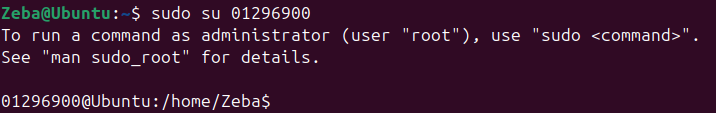 Zeba@Ubuntu:~$ sudo su 01296900
To run a command as administrator (user "root"), use "sudo <command>".
See "man sudo_root" for details.
01296900@Ubuntu:/home/Zeba$